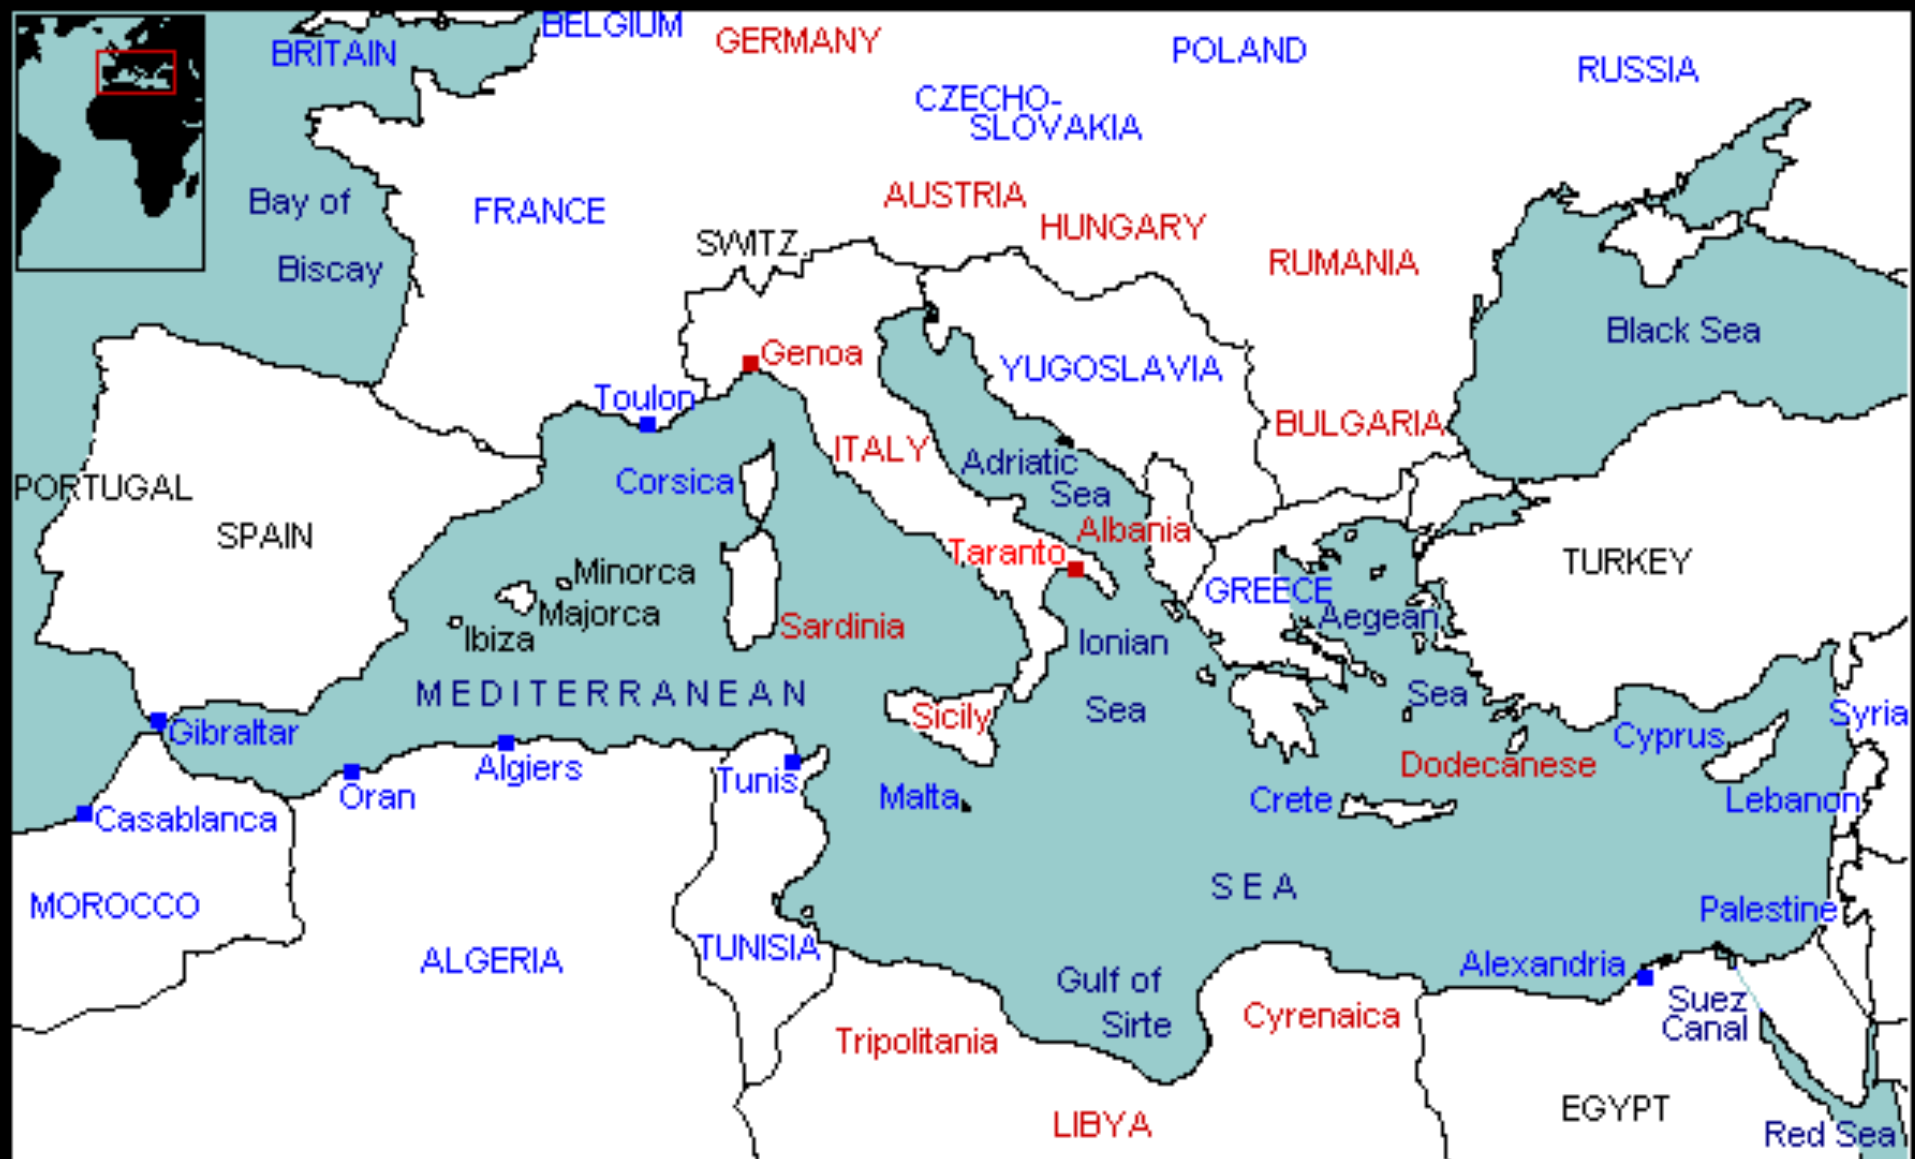 BELGIUM
BRITAIN
GERMANY
POLAND
RUSSIA
CZECHO-
SLOVAKIA
Bay of
Biscay
FRANCE
AUSTRIA
HUNGARY
SWITZ.
RUMANIA
Black Sea
Genoa
YUGOSLAVIA
Toulon
BULGARIA
ITALY
Adriatic
Sea
Corsica
PORTUGAL
SPAIN
Albania
Taranto
TURKEY
Minorca
Majorca
Ibiza
GREECE
Aegean
Sea
Sardinia
Ionian
Sea
MEDITERRANEAN
SEA
Sicily
Syria
Gibraltar
Cyprus
Dodecanese
Algiers
Tunis
Oran
Malta
Crete
Lebanon
Casablanca
MOROCCO
Palestine
ALGERIA
TUNISIA
Alexandria
Gulf of
Sirte
Suez
Canal
Cyrenaica
Tripolitania
EGYPT
LIBYA
Red Sea